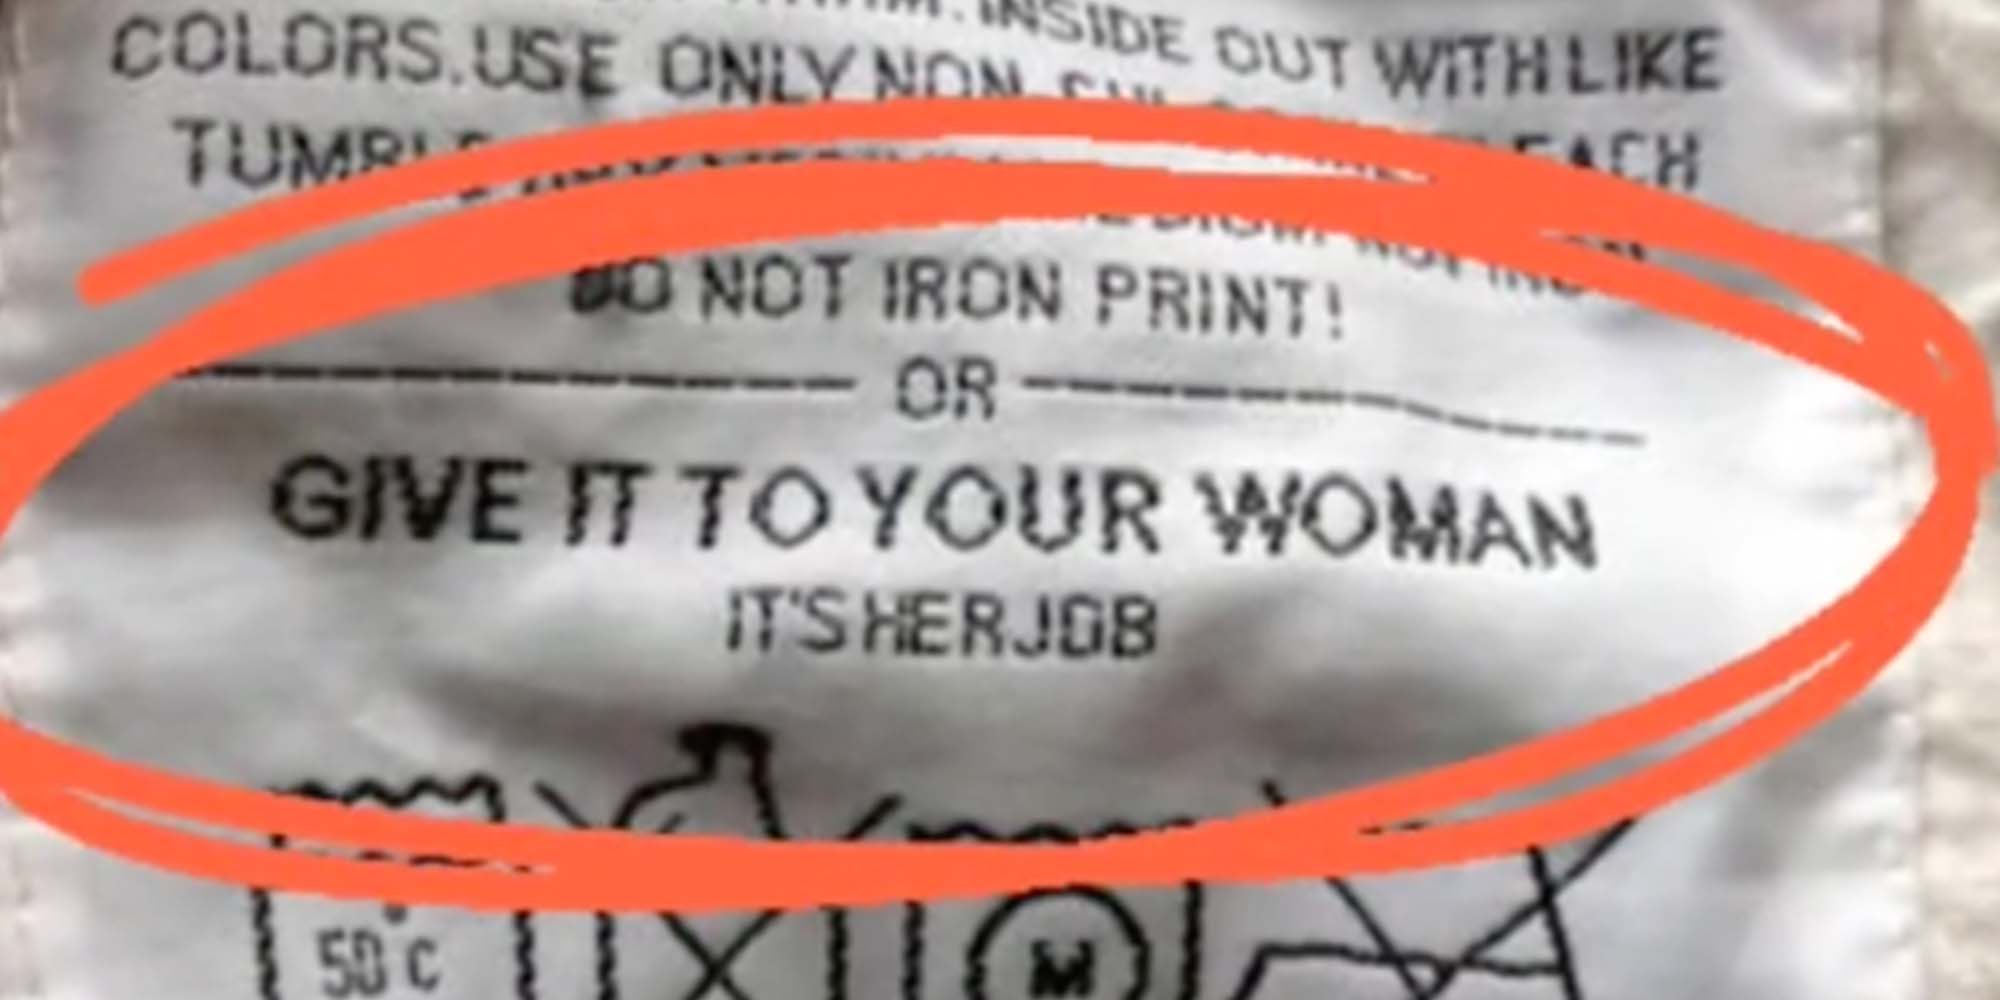 INSIDE OUT WITH LIKE
COLORS. USE ONLY NON
DO NOT IRON PRINT!
OR
GIVE IT TO YOUR WOMAN
IT'S HER JOB
50°C
M